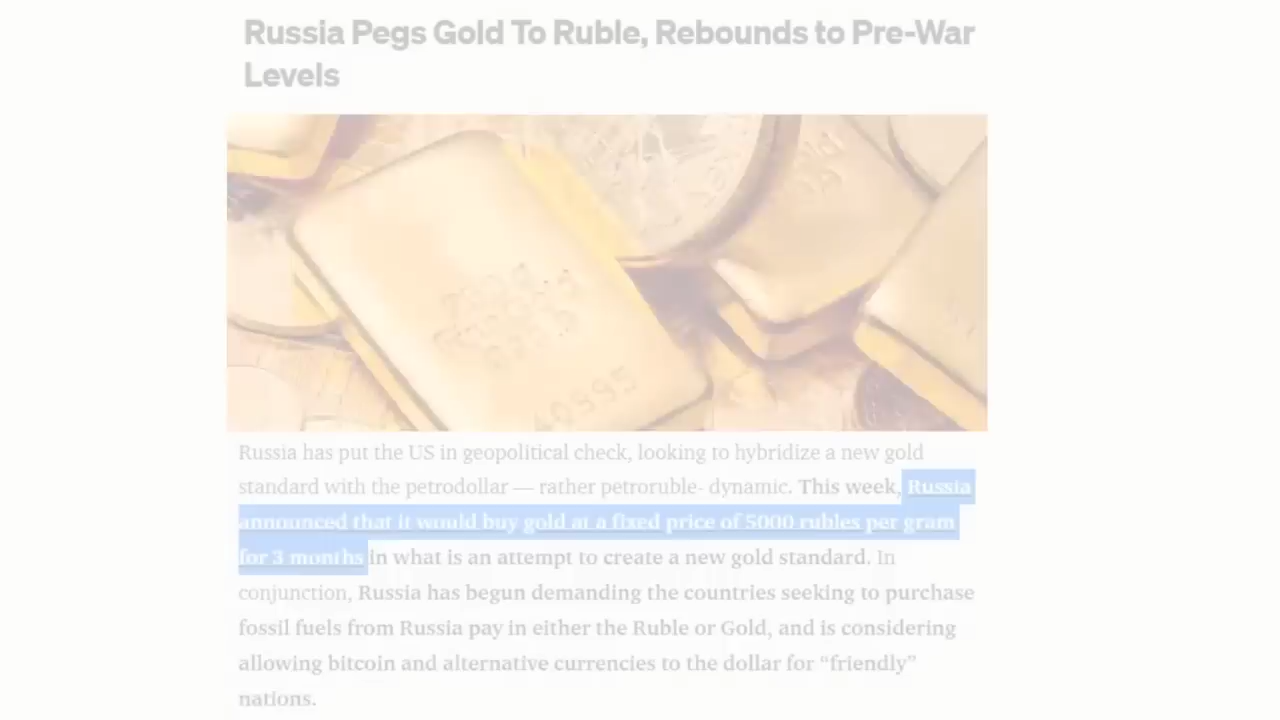 Russia Pegs Gold To Ruble, Rebounds to Pre-War
Levels
60595
Russia has put the US in geopolitical check, looking to hybridize a new gold
standard with the petrodollar — rather petroruble- dynamic. This week, Russia
announced that it would buy gold at a fixed price of 5000 rubles per gram
for 3 months in what is an attempt to create a new gold standard. In
conjunction, Russia has begun demanding the countries seeking to purchase
fossil fuels from Russia pay in either the Ruble or Gold, and is considering
allowing bitcoin and alternative currencies to the dollar for “friendly”
nations.